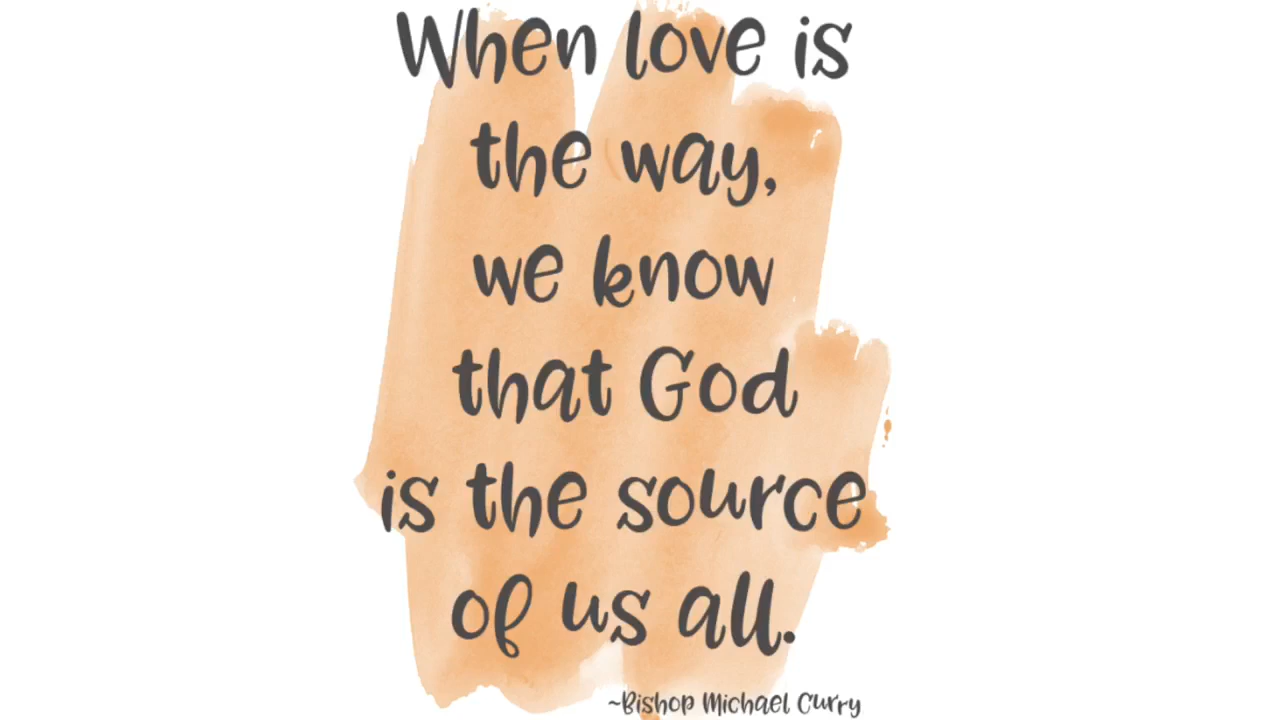 When love is
the way,
we know
that God
is the source
of us all.
~Bishop Michael Curry